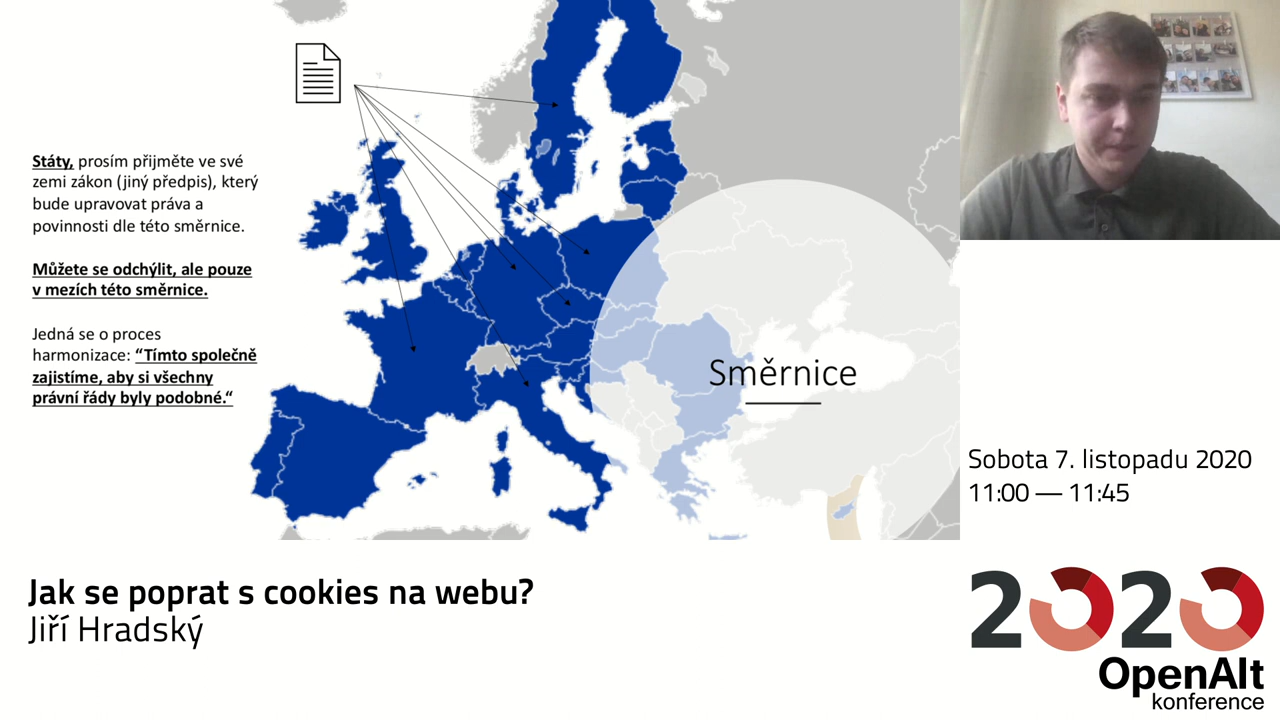 Státy, prosím přijměte ve své
zemi zákon (jiný předpis), který
bude upravovat práva a
povinnosti dle této směrnice.
Můžete se odchýlit, ale pouze
v mezích této směrnice.
Jedná se o proces
harmonizace: “Tímto společně
zajistíme, aby si všechny
právní řády byly podobné.“
Směrnice
Sobota 7. listopadu 2020
11:00 — 11:45
Jak se poprat s cookies na webu?
Jiří Hradský
2020
OpenAlt
konference